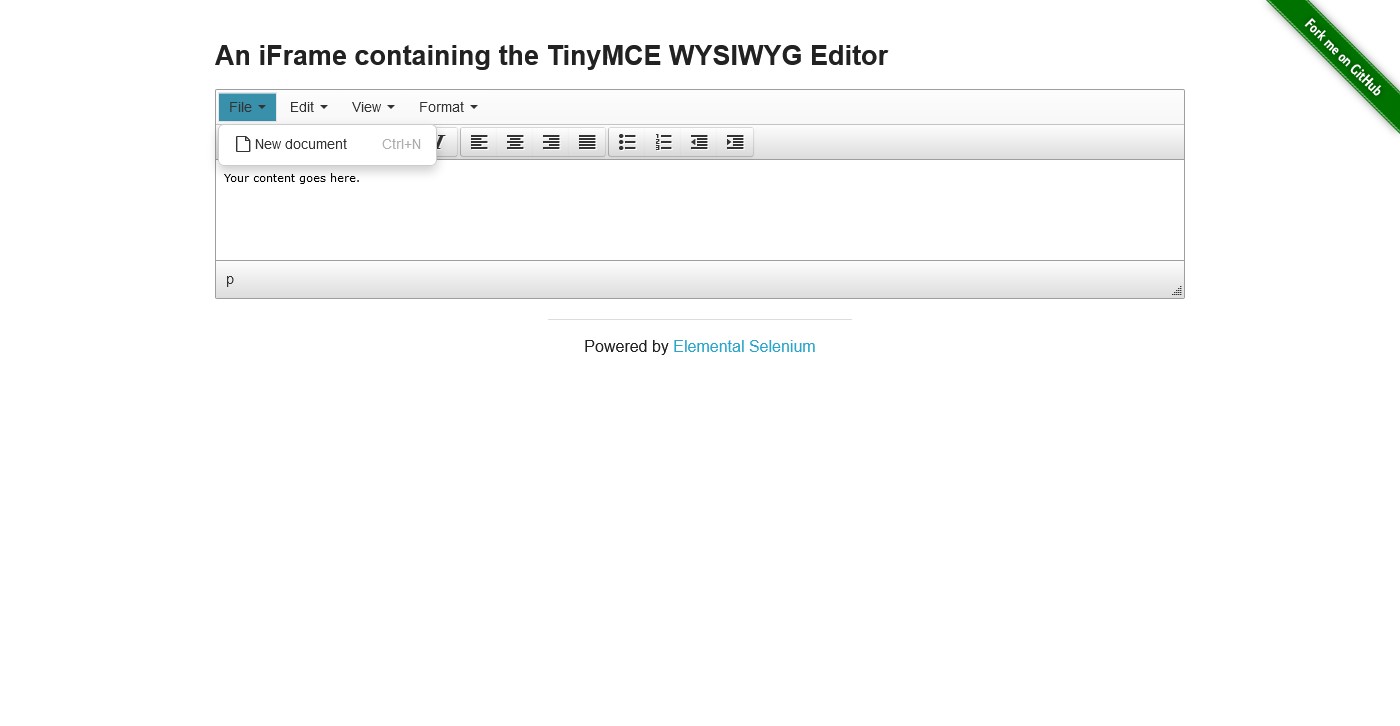 Fork me on GitHub
An iFrame containing the TinyMCE WYSIWYG Editor
File Edit View Format
New document Ctrl+N
Your content goes here.
p
Powered by Elemental Selenium